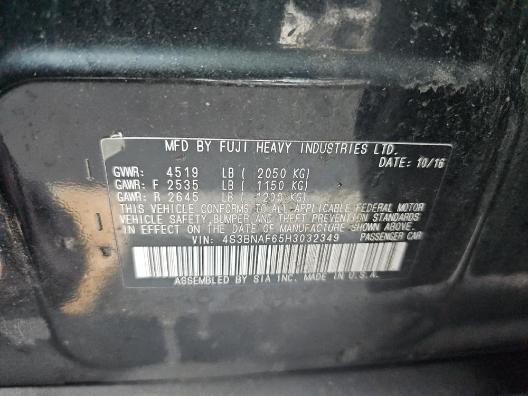 MFD BY FUJI HEAVY INDUSTRIES LTD.
DATE: 10/16
GVWR: 4519 LB ( 2050 KG)
GAWR: F 2535 LB ( 1150 KG)
GAWR: R 2645 LB ( 1200 KG)
THIS VEHICLE CONFORMS TO ALL APPLICABLE FEDERAL MOTOR
VEHICLE SAFETY, BUMPER AND THEFT PREVENTION STANDARDS
IN EFFECT ON THE DATE OF MANUFACTURE SHOWN ABOVE.
VIN: 4S3BNAF65H3032349 PASSENGER CAR
ASSEMBLED BY SIA INC. MADE IN U.S.A.